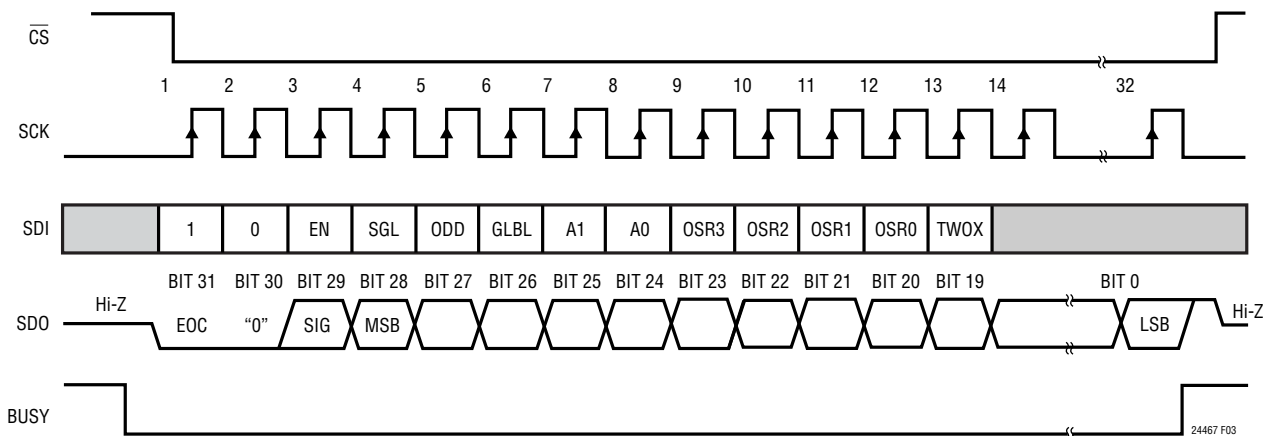 CS
1 2 3 4 5 6 7 8 9 10 11 12 13 14 32
SCK
SDI 1 0 EN SGL ODD GLBL A1 A0 OSR3 OSR2 OSR1 OSR0 TWOX
BIT 31 BIT 30 BIT 29 BIT 28 BIT 27 BIT 26 BIT 25 BIT 24 BIT 23 BIT 22 BIT 21 BIT 20 BIT 19 BIT 0
Hi-Z Hi-Z
SDO EOC “0” SIG MSB LSB
BUSY
24467 F03